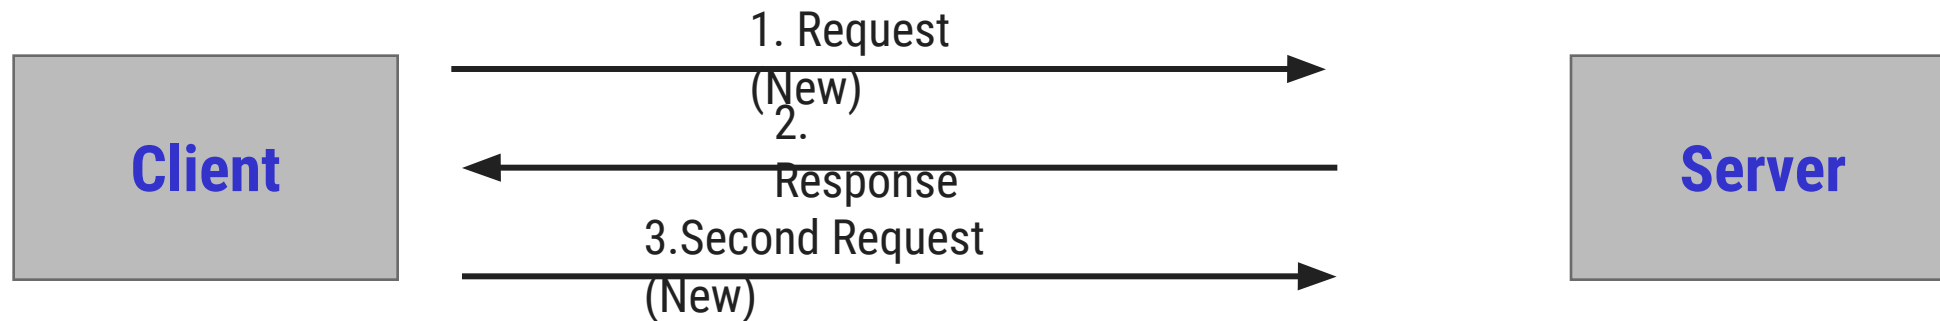 1. Request
(New)
2.
Response
3.Second Request
(New)
Client
Server